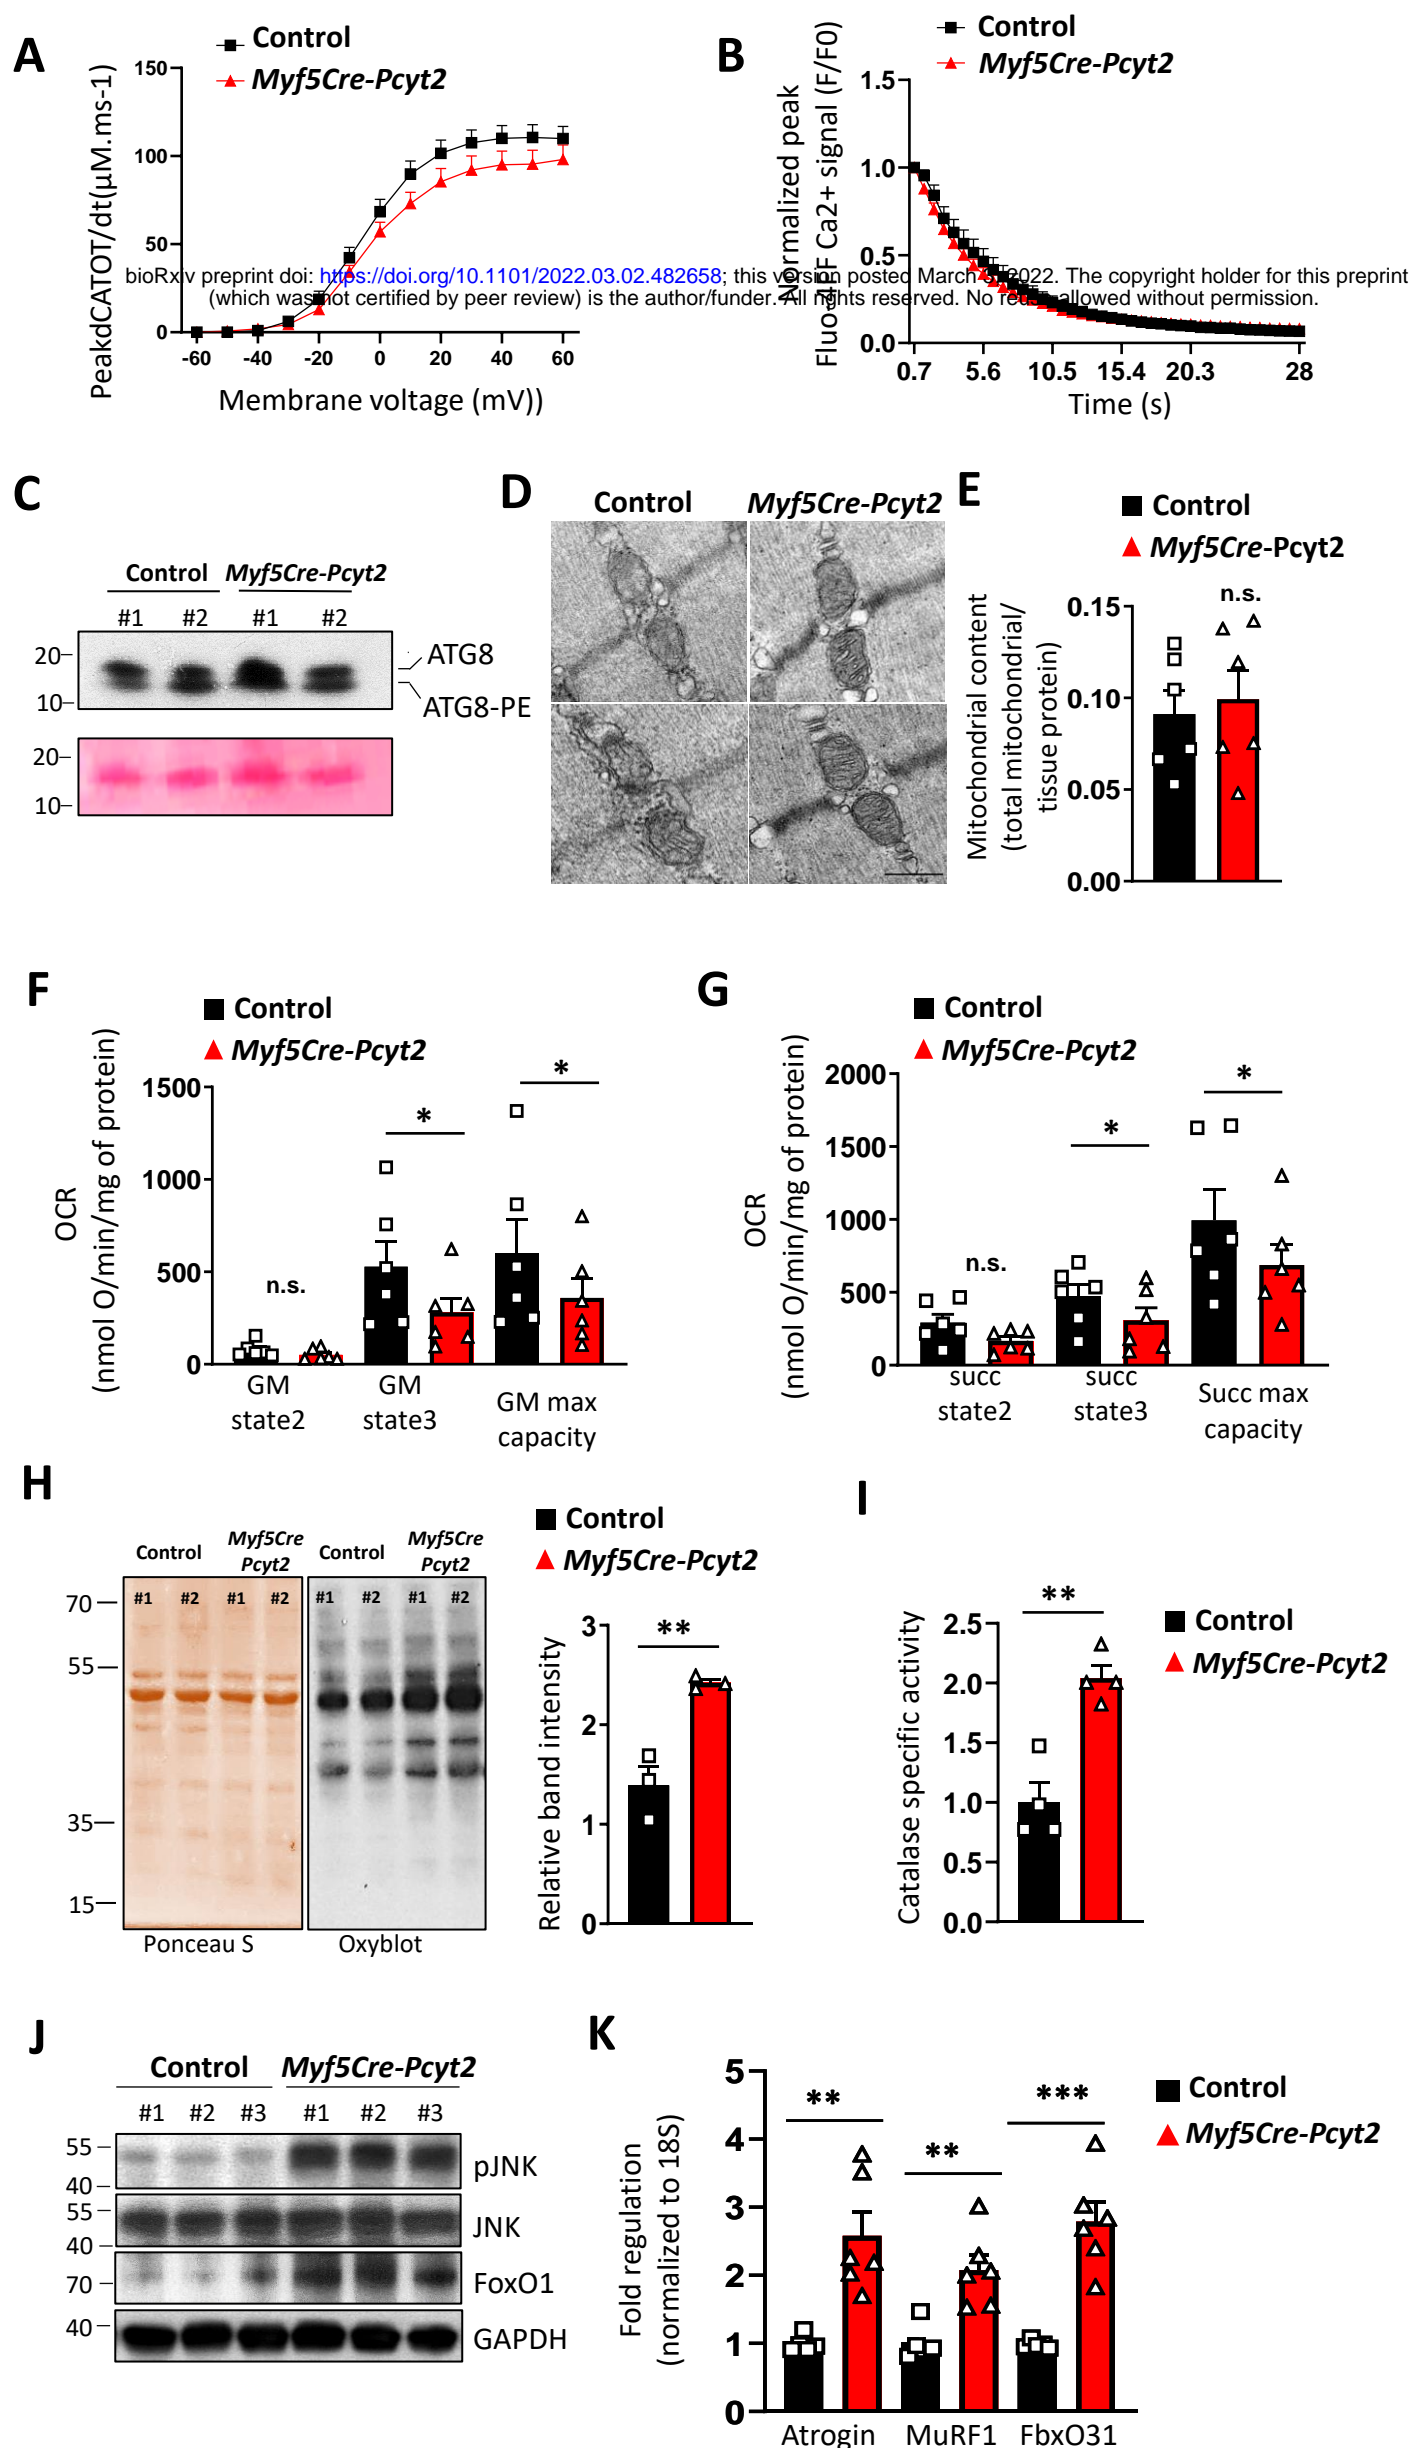 A
Control
Myf5Cre-Pcyt2
PeakdCATOT/dt(μM.ms-1)
150
100
50
0
-60
-40
-20
0
20
40
60
Membrane voltage (mV))
B
Control
Myf5Cre-Pcyt2
Normalized peak
Fluo-4FF Ca2+ signal (F/F0)
1.5
1.0
0.5
0.0
0.7
5.6
10.5
15.4
20.3
28
Time (s)
bioRxiv preprint doi: https://doi.org/10.1101/2022.03.02.482658; this version posted March 2022. The copyright holder for this preprint
(which was not certified by peer review) is the author/funder. All rights reserved. No reuse allowed without permission.
C
Control
Myf5Cre-Pcyt2
#1
#2
#1
#2
20
10
ATG8
ATG8-PE
20
10
D
Control
Myf5Cre-Pcyt2
E
Control
Myf5Cre-Pcyt2
Mitochondrial content
(total mitochondrial/
tissue protein)
n.s.
0.15
0.10
0.05
0.00
F
Control
Myf5Cre-Pcyt2
OCR
(nmol O/min/mg of protein)
1500
1000
500
0
n.s.
*
*
GM
state2
GM
state3
GM max
capacity
G
Control
Myf5Cre-Pcyt2
OCR
(nmol O/min/mg of protein)
2000
1500
1000
500
0
n.s.
*
*
succ
state2
succ
state3
Succ max
capacity
H
Control
Myf5Cre
Pcyt2
Control
Myf5Cre
Pcyt2
#1
#2
#1
#2
#1
#2
#1
#2
70
55
35
15
Ponceau S
Oxyblot
Control
Myf5Cre-Pcyt2
Relative band intensity
**
3
2
1
0
I
Catalase specific activity
**
2.5
2.0
1.5
1.0
0.5
0.0
Control
Myf5Cre-Pcyt2
J
Control
Myf5Cre-Pcyt2
#1
#2
#3
#1
#2
#3
55
40
pJNK
55
40
JNK
70
FoxO1
40
GAPDH
K
Fold regulation
(normalized to 18S)
5
4
3
2
1
0
**
**
***
Atrogin
MuRF1
FbxO31
Control
Myf5Cre-Pcyt2